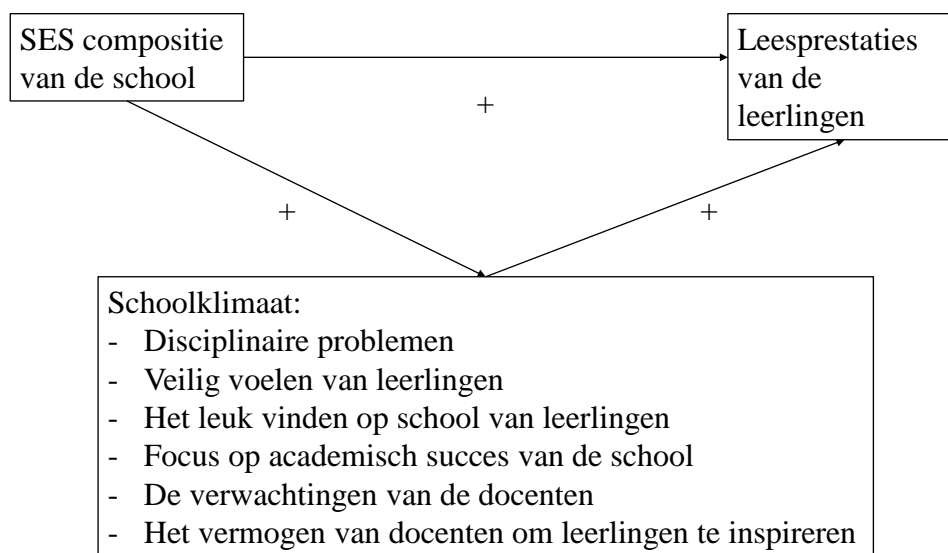 SES compositie
van de school
Leesprestaties
van de
leerlingen
+
+
+
Schoolklimaat:
- Disciplinaire problemen
- Veilig voelen van leerlingen
- Het leuk vinden op school van leerlingen
- Focus op academisch succes van de school
- De verwachtingen van de docenten
- Het vermogen van docenten om leerlingen te inspireren